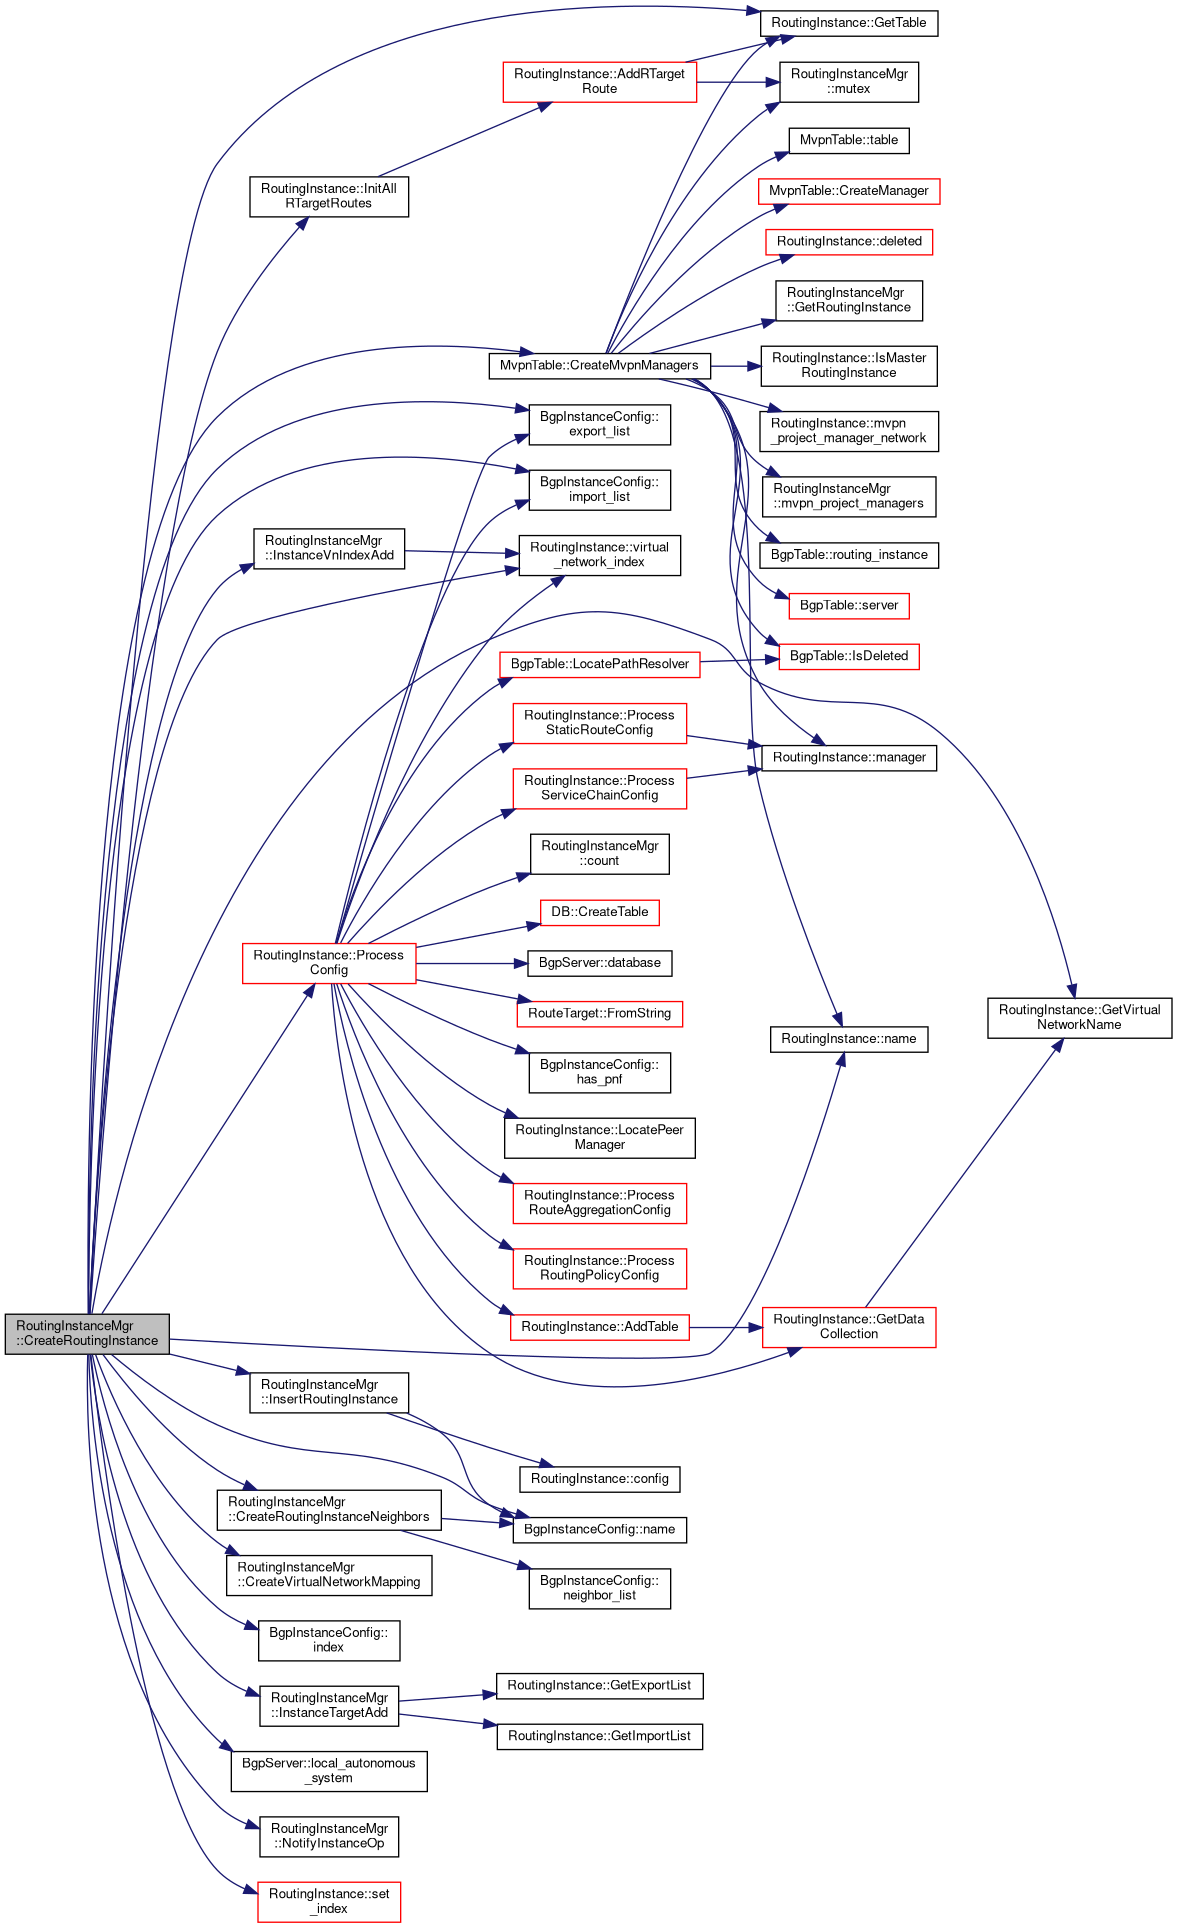 RoutingInstance::GetTable
RoutingInstance::AddRTarget
Route
RoutingInstanceMgr
::mutex
MvpnTable::table
RoutingInstance::InitAll
RTargetRoutes
MvpnTable::CreateManager
RoutingInstance::deleted
RoutingInstanceMgr
::GetRoutingInstance
MvpnTable::CreateMvpnManagers
RoutingInstance::IsMaster
RoutingInstance
BgpInstanceConfig::
export_list
RoutingInstance::mvpn
_project_manager_network
BgpInstanceConfig::
import_list
RoutingInstanceMgr
::mvpn_project_managers
RoutingInstanceMgr
::InstanceVnIndexAdd
RoutingInstance::virtual
_network_index
BgpTable::routing_instance
BgpTable::server
BgpTable::LocatePathResolver
BgpTable::IsDeleted
RoutingInstance::Process
StaticRouteConfig
RoutingInstance::manager
RoutingInstance::Process
ServiceChainConfig
RoutingInstanceMgr
::count
DB::CreateTable
RoutingInstance::Process
Config
BgpServer::database
RouteTarget::FromString
RoutingInstance::GetVirtual
NetworkName
RoutingInstance::name
BgpInstanceConfig::
has_pnf
RoutingInstance::LocatePeer
Manager
RoutingInstance::Process
RouteAggregationConfig
RoutingInstance::Process
RoutingPolicyConfig
RoutingInstanceMgr
::CreateRoutingInstance
RoutingInstance::AddTable
RoutingInstance::GetData
Collection
RoutingInstanceMgr
::InsertRoutingInstance
RoutingInstance::config
RoutingInstanceMgr
::CreateRoutingInstanceNeighbors
BgpInstanceConfig::name
RoutingInstanceMgr
::CreateVirtualNetworkMapping
BgpInstanceConfig::
neighbor_list
BgpInstanceConfig::
index
RoutingInstanceMgr
::InstanceTargetAdd
RoutingInstance::GetExportList
RoutingInstance::GetImportList
BgpServer::local_autonomous
_system
RoutingInstanceMgr
::NotifyInstanceOp
RoutingInstance::set
_index